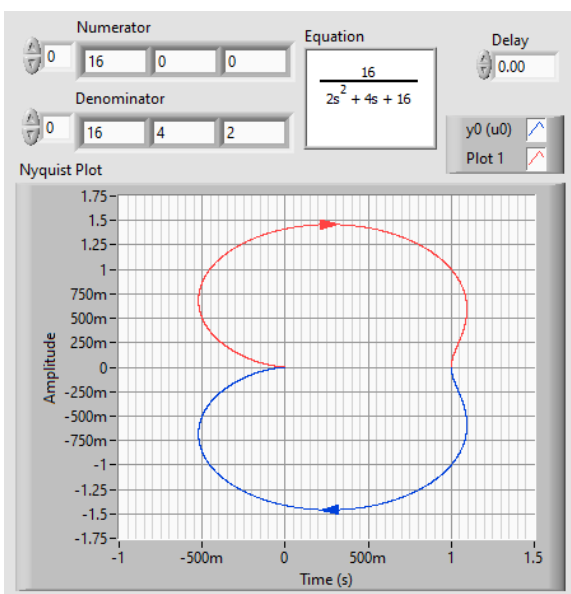 Numerator
0 16 0 0
Denominator
0 16 4 2
Equation
16
2s² + 4s + 16
Delay
0.00
y0 (u0)
Plot 1
Nyquist Plot
1.75
1.5
1.25
1
750m
500m
250m
0
-250m
-500m
-750m
-1
-1.25
-1.5
-1.75
Amplitude
-1 -500m 0 500m 1 1.5
Time (s)